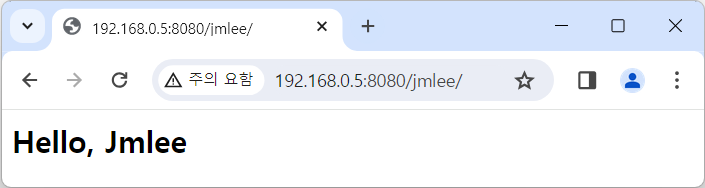 192.168.0.5:8080/jmlee/
주의 요함 192.168.0.5:8080/jmlee/
Hello, Jmlee